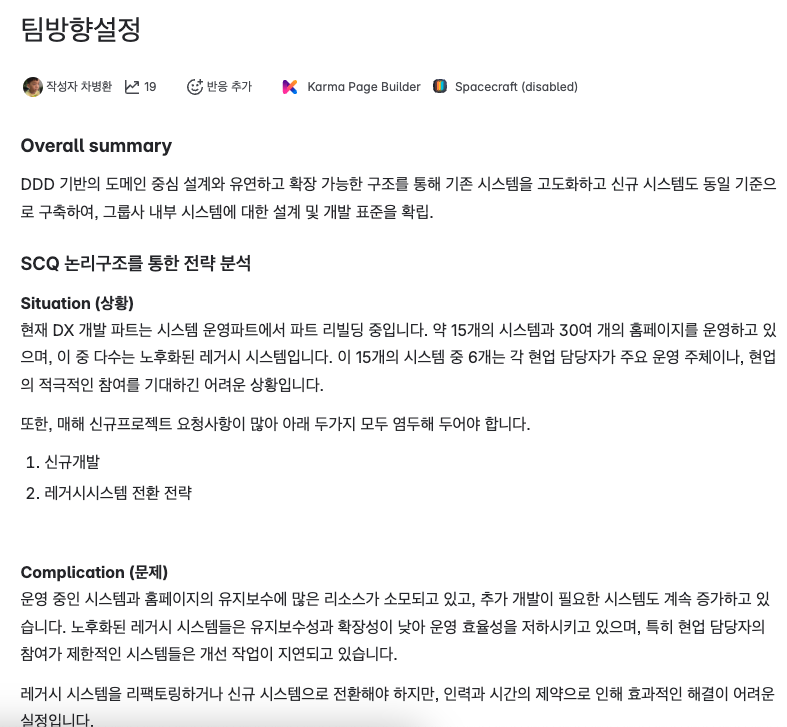 팀방향설정
작성자 차병환 19 반응 추가 Karma Page Builder Spacecraft (disabled)
Overall summary
DDD 기반의 도메인 중심 설계와 유연하고 확장 가능한 구조를 통해 기존 시스템을 고도화하고 신규 시스템도 동일 기준으
로 구축하여, 그룹사 내부 시스템에 대한 설계 및 개발 표준을 확립.
SCQ 논리구조를 통한 전략 분석
Situation (상황)
현재 DX 개발 파트는 시스템 운영파트에서 파트 리빌딩 중입니다. 약 15개의 시스템과 30여 개의 홈페이지를 운영하고 있
으며, 이 중 다수는 노후화된 레거시 시스템입니다. 이 15개의 시스템 중 6개는 각 현업 담당자가 주요 운영 주체이나, 현업
의 적극적인 참여를 기대하긴 어려운 상황입니다.
또한, 매해 신규프로젝트 요청사항이 많아 아래 두가지 모두 염두해 두어야 합니다.
1. 신규개발
2. 레거시시스템 전환 전략
Complication (문제)
운영 중인 시스템과 홈페이지의 유지보수에 많은 리소스가 소모되고 있고, 추가 개발이 필요한 시스템도 계속 증가하고 있
습니다. 노후화된 레거시 시스템들은 유지보수성과 확장성이 낮아 운영 효율성을 저하시키고 있으며, 특히 현업 담당자의
참여가 제한적인 시스템들은 개선 작업이 지연되고 있습니다.
레거시 시스템을 리팩토링하거나 신규 시스템으로 전환해야 하지만, 인력과 시간의 제약으로 인해 효과적인 해결이 어려운
실정입니다.